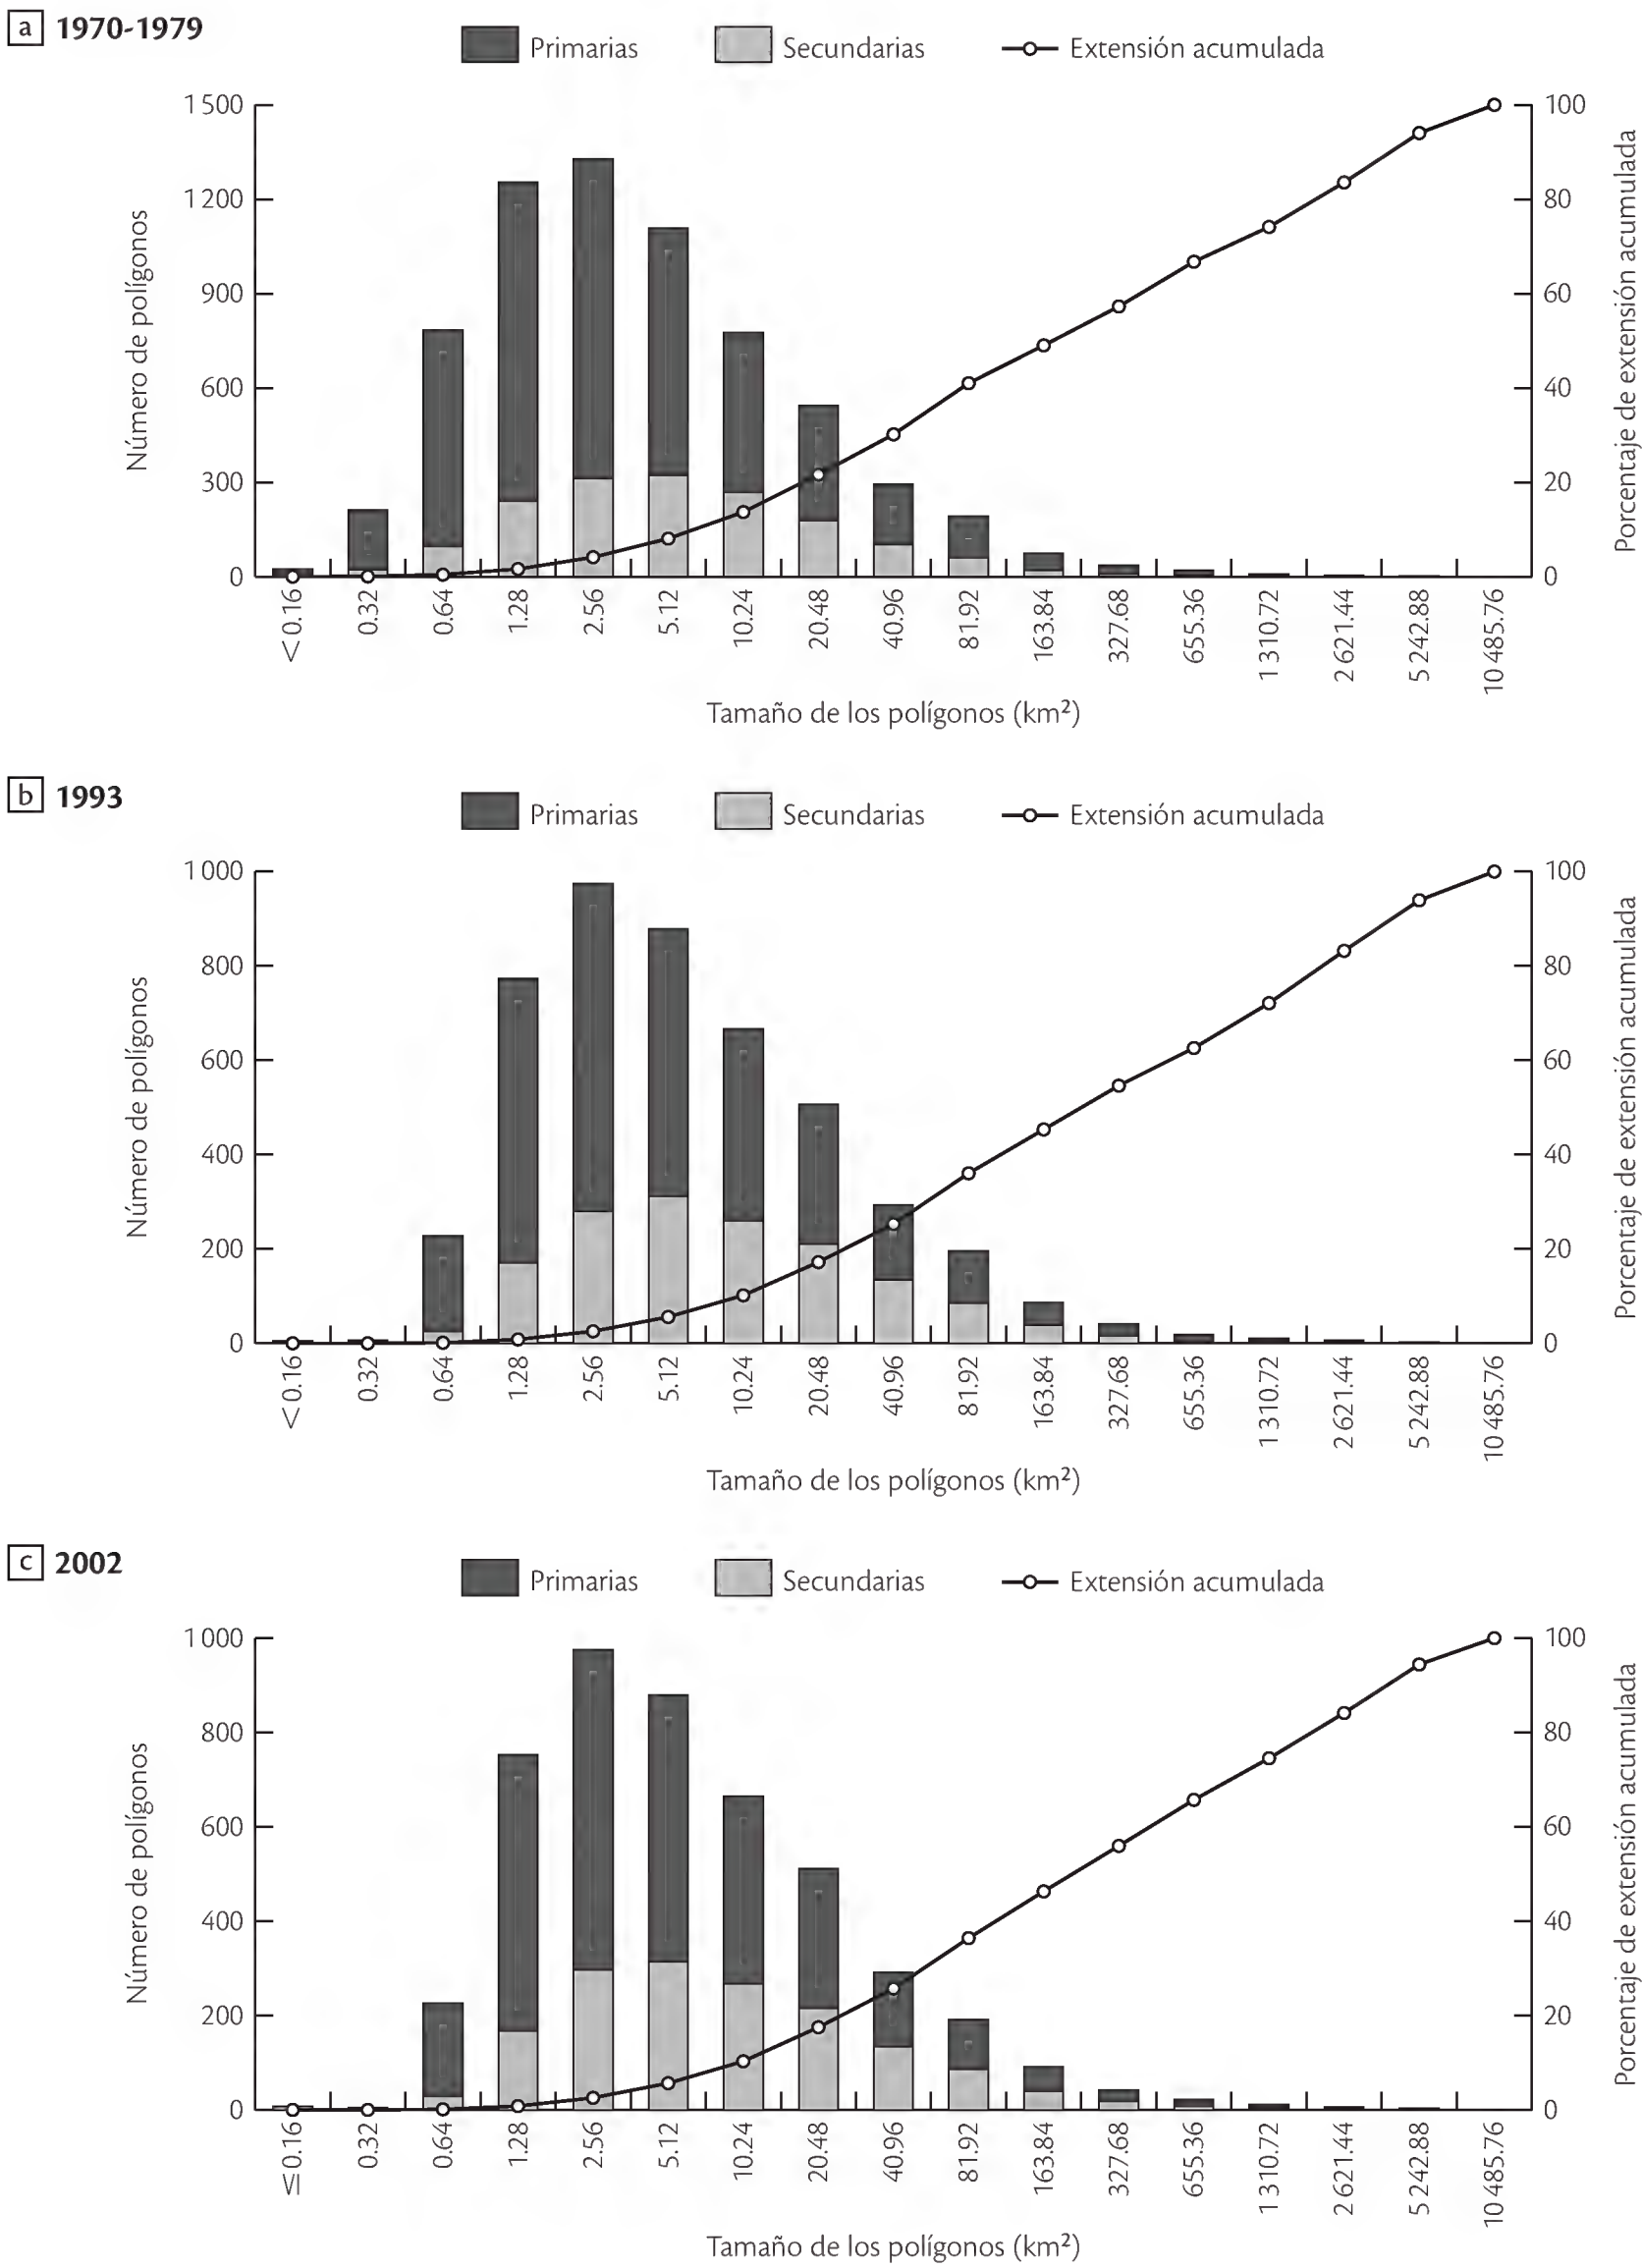 a 1970-1979
Primarias Secundarias Extensión acumulada
1 500
1 200
900
600
300
0
Número de polígonos
100
80
60
40
20
0
Porcentaje de extensión acumulada
< 0.16 0.32 0.64 1.28 2.56 5.12 10.24 20.48 40.96 81.92 163.84 327.68 655.36 1 310.72 2 621.44 5 242.88 10 485.76
Tamaño de los polígonos (km²)
b 1993
Primarias Secundarias Extensión acumulada
1 000
800
600
400
200
0
Número de polígonos
100
80
60
40
20
0
Porcentaje de extensión acumulada
< 0.16 0.32 0.64 1.28 2.56 5.12 10.24 20.48 40.96 81.92 163.84 327.68 655.36 1 310.72 2 621.44 5 242.88 10 485.76
Tamaño de los polígonos (km²)
c 2002
Primarias Secundarias Extensión acumulada
1 000
800
600
400
200
0
Número de polígonos
100
80
60
40
20
0
Porcentaje de extensión acumulada
≤ 0.16 0.32 0.64 1.28 2.56 5.12 10.24 20.48 40.96 81.92 163.84 327.68 655.36 1 310.72 2 621.44 5 242.88 10 485.76
Tamaño de los polígonos (km²)